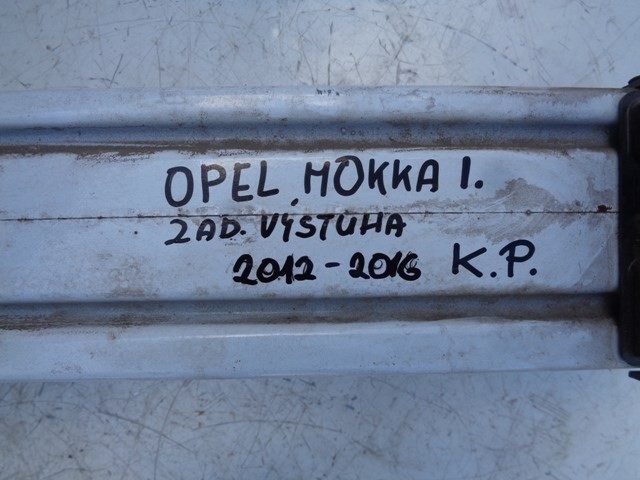 OPEL MOKKA I.
ZAD. VÝSTUHA
2012-2016 K.P.